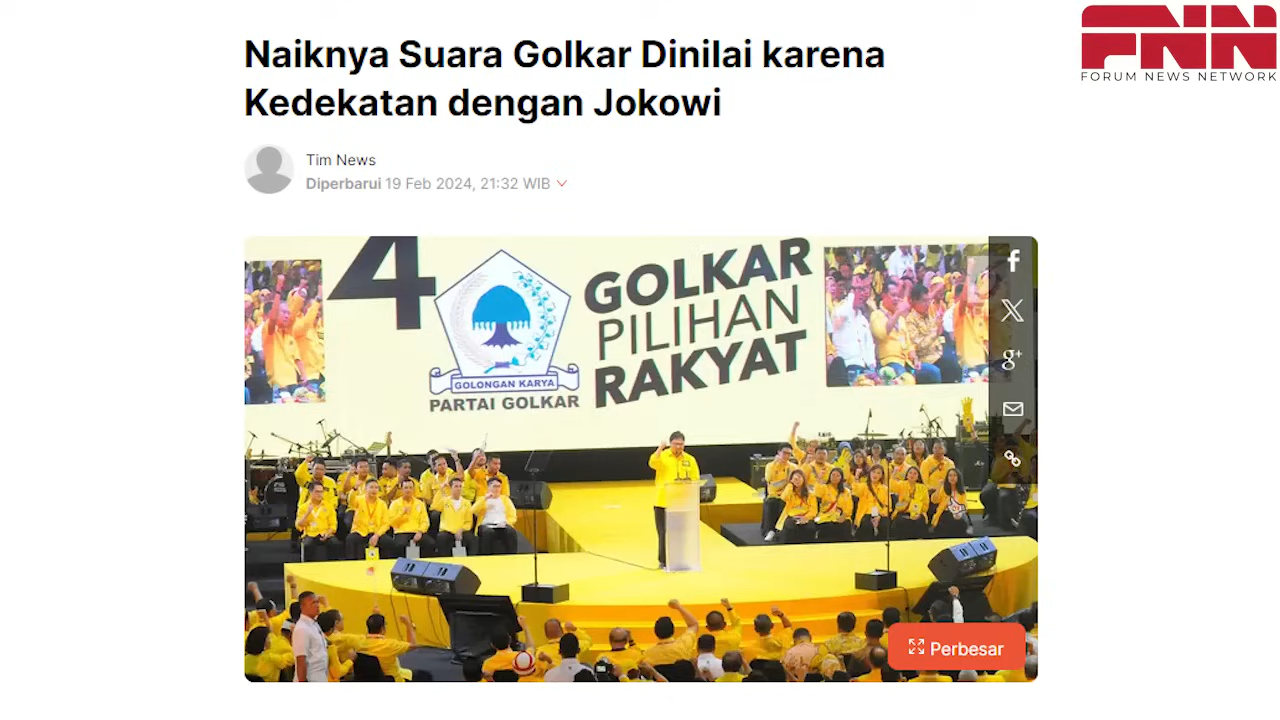 FNN
FORUM NEWS NETWORK
Naiknya Suara Golkar Dinilai karena
Kedekatan dengan Jokowi
Tim News
Diperbarui 19 Feb 2024, 21:32 WIB
4
GOLKAR
PILIHAN
RAKYAT
GOLONGAN KARYA
PARTAI GOLKAR
f
X
g+
Perbesar